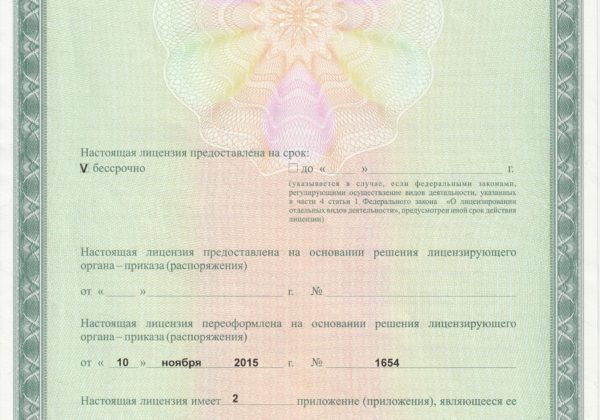 Настоящая лицензия предоставлена на срок:
V бессрочно до « » г.
(указывается в случае, если федеральными законами,
регулирующими осуществление видов деятельности, указанных
в части 4 статьи 1 Федерального закона «О лицензировании
отдельных видов деятельности», предусмотрен иной срок действия
лицензии)
Настоящая лицензия предоставлена на основании решения лицензирующего
органа – приказа (распоряжения)
от « » г. №
Настоящая лицензия переоформлена на основании решения лицензирующего
органа – приказа (распоряжения)
от « 10 » ноября 2015 г. № 1654
Настоящая лицензия имеет 2 приложение (приложения), являющееся ее